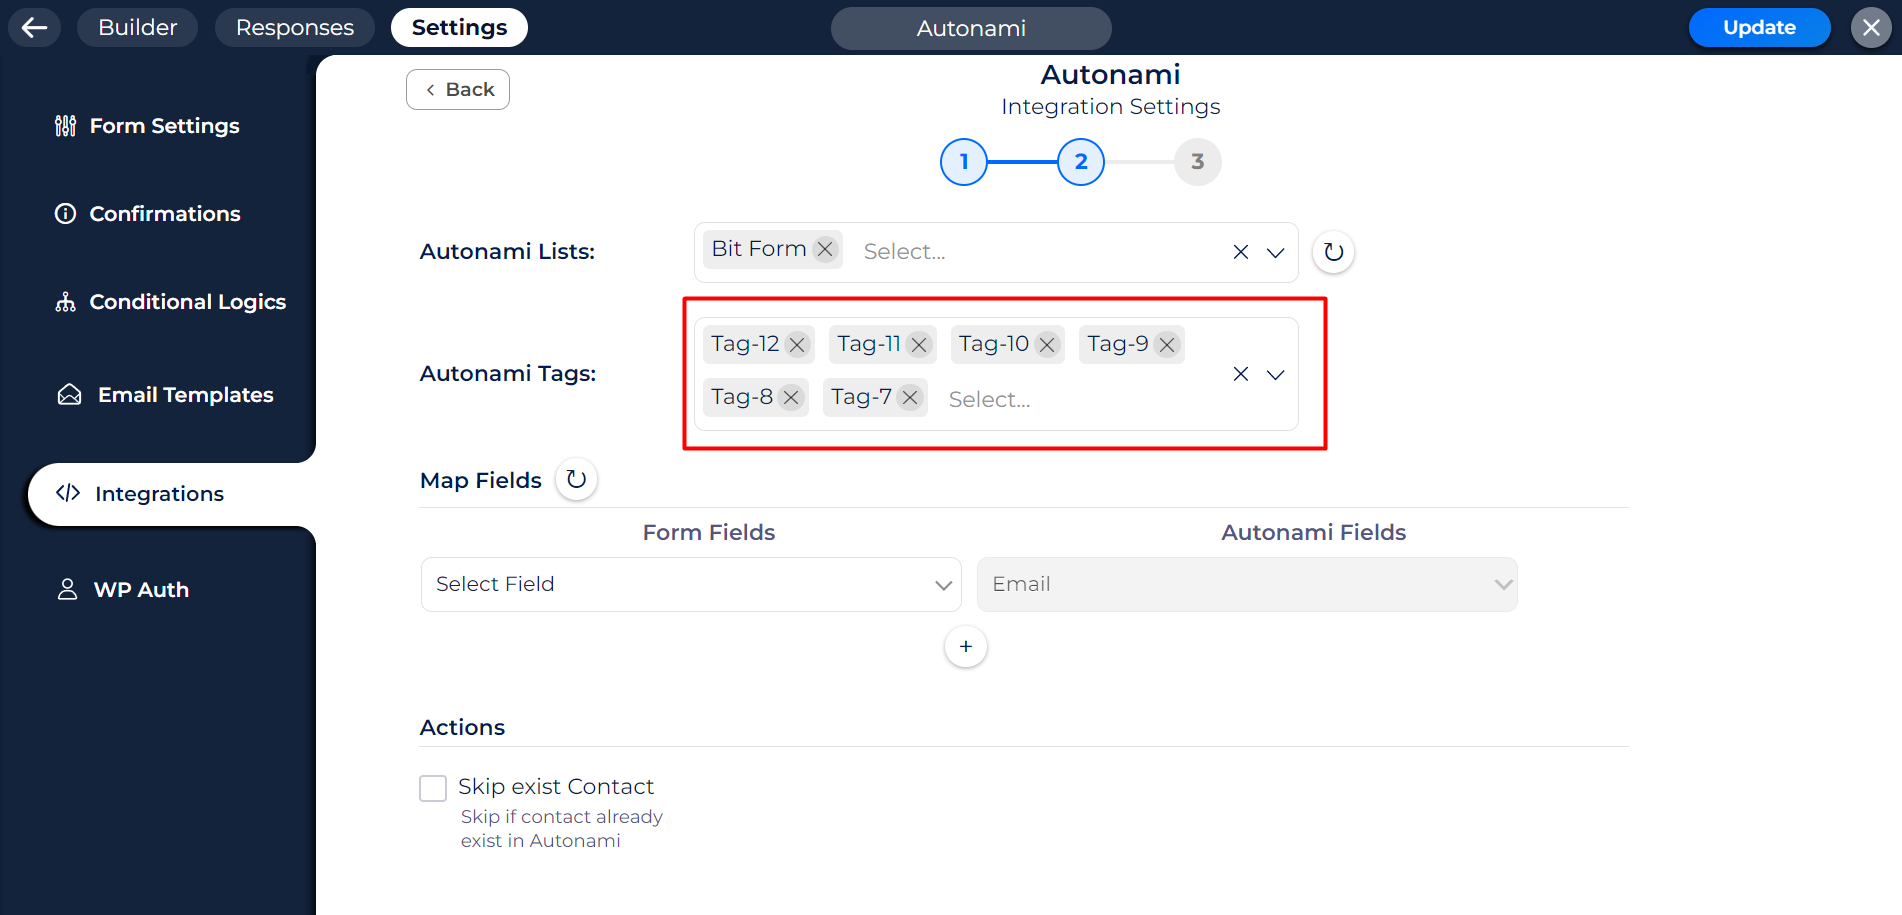 Builder Responses Settings Autonami Update
Form Settings
Confirmations
Conditional Logics
Email Templates
Integrations
WP Auth
Back
Autonami
Integration Settings
1 2 3
Autonami Lists: Bit Form Select...
Autonami Tags:
Tag-12 Tag-11 Tag-10 Tag-9
Tag-8 Tag-7 Select...
Map Fields
Form Fields Autonami Fields
Select Field Email
+
Actions
Skip exist Contact
Skip if contact already
exist in Autonami